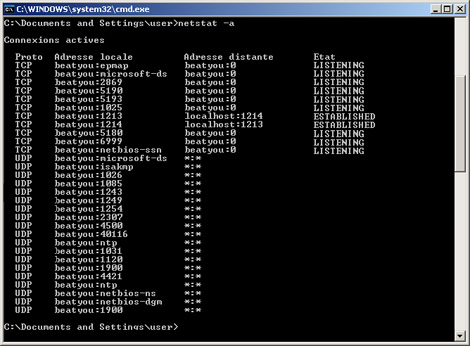 C:\WINDOWS\system32\cmd.exe
C:\Documents and Settings\user>netstat -a
Connexions actives
Proto  Adresse locale         Adresse distante       Etat
TCP    beatyou:epmap          beatyou:0              LISTENING
TCP    beatyou:microsoft-ds   beatyou:0              LISTENING
TCP    beatyou:2869           beatyou:0              LISTENING
TCP    beatyou:5190           beatyou:0              LISTENING
TCP    beatyou:5193           beatyou:0              LISTENING
TCP    beatyou:1025           beatyou:0              LISTENING
TCP    beatyou:1213           localhost:1214         ESTABLISHED
TCP    beatyou:1214           localhost:1213         ESTABLISHED
TCP    beatyou:5180           beatyou:0              LISTENING
TCP    beatyou:6999           beatyou:0              LISTENING
TCP    beatyou:netbios-ssn    beatyou:0              LISTENING
UDP    beatyou:microsoft-ds   *:*
UDP    beatyou:isakmp         *:*
UDP    beatyou:1026           *:*
UDP    beatyou:1085           *:*
UDP    beatyou:1243           *:*
UDP    beatyou:1249           *:*
UDP    beatyou:1254           *:*
UDP    beatyou:2307           *:*
UDP    beatyou:4500           *:*
UDP    beatyou:40116          *:*
UDP    beatyou:ntp            *:*
UDP    beatyou:1031           *:*
UDP    beatyou:1120           *:*
UDP    beatyou:1900           *:*
UDP    beatyou:4421           *:*
UDP    beatyou:ntp            *:*
UDP    beatyou:netbios-ns     *:*
UDP    beatyou:netbios-dgm    *:*
UDP    beatyou:1900           *:*
C:\Documents and Settings\user>